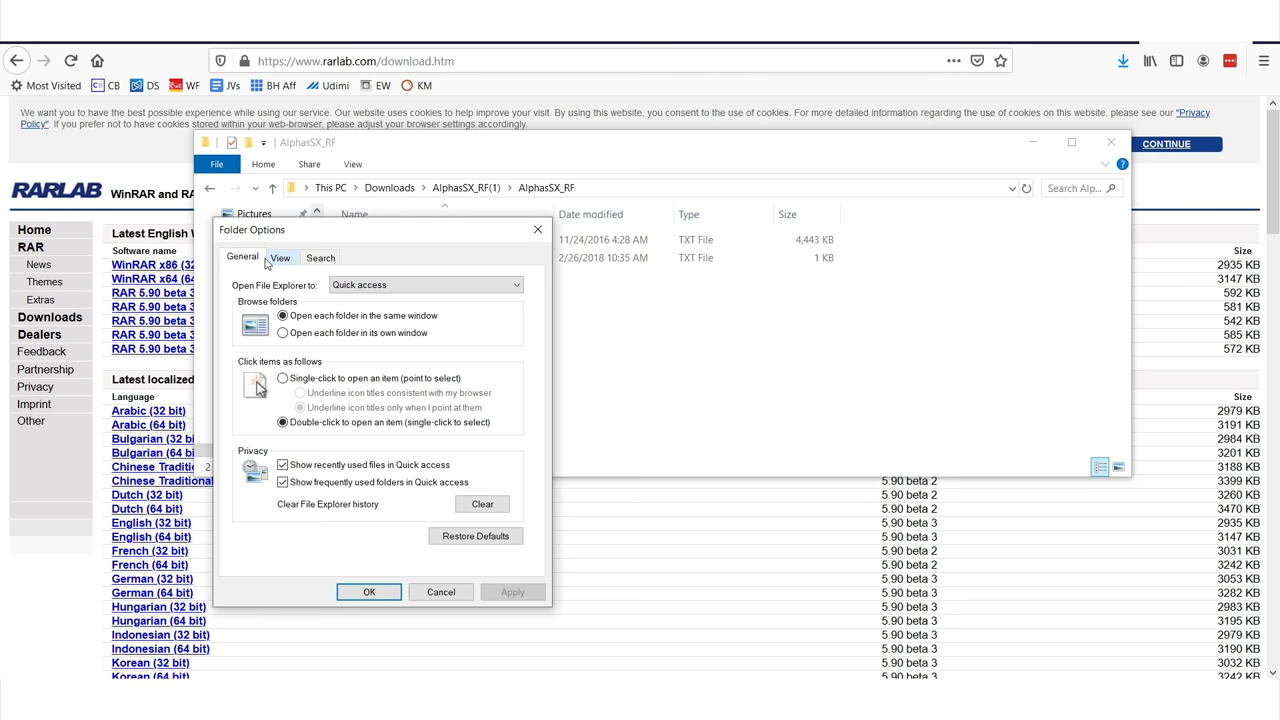 https://www.rarlab.com/download.htm
Most Visited
CB
DS
WF
JVs
BH Aff
Udimi
EW
KM
We want you to have the best possible experience while using our service. Our website uses cookies to help improve your visit. By using this website, you consent to the use of cookies. For more detailed information regarding the use of cookies on this website, please see our "Privacy
Policy". If you prefer not to have cookies stored within your web-browser, please adjust your browser settings accordingly.
CONTINUE
RARLAB
WinRAR and RA
Home
RAR
News
Themes
Extras
Downloads
Dealers
Feedback
Partnership
Privacy
Imprint
Other
AlphasSX_RF
File
Home
Share
View
This PC > Downloads > AlphasSX_RF(1) > AlphasSX_RF
Search Alp...
Pictures
Name
Date modified
Type
Size
11/24/2016 4:28 AM
TXT File
4,443 KB
2/26/2018 10:35 AM
TXT File
1 KB
2
Folder Options
General
View
Search
Open File Explorer to:
Quick access
Browse folders
Open each folder in the same window
Open each folder in its own window
Click items as follows
Single-click to open an item (point to select)
Underline icon titles consistent with my browser
Underline icon titles only when I point at them
Double-click to open an item (single-click to select)
Privacy
Show recently used files in Quick access
Show frequently used folders in Quick access
Clear File Explorer history
Clear
Restore Defaults
OK
Cancel
Apply
Latest English W
Software name
Size
WinRAR x86 (32
2935 KB
WinRAR x64 (64
3147 KB
RAR 5.90 beta 3
592 KB
RAR 5.90 beta 3
581 KB
RAR 5.90 beta 3
542 KB
RAR 5.90 beta 3
585 KB
RAR 5.90 beta 3
572 KB
Latest localized
Language
Size
Arabic (32 bit)
2979 KB
Arabic (64 bit)
3191 KB
Bulgarian (32 bi
2984 KB
Bulgarian (64 bi
3201 KB
Chinese Traditio
3188 KB
Chinese Traditional
5.90 beta 2
3399 KB
Dutch (32 bit)
5.90 beta 2
3260 KB
Dutch (64 bit)
5.90 beta 2
3470 KB
English (32 bit)
5.90 beta 3
2935 KB
English (64 bit)
5.90 beta 3
3147 KB
French (32 bit)
5.90 beta 2
3031 KB
French (64 bit)
5.90 beta 2
3242 KB
German (32 bit)
5.90 beta 3
3053 KB
German (64 bit)
5.90 beta 3
3282 KB
Hungarian (32 bit)
5.90 beta 3
2983 KB
Hungarian (64 bit)
5.90 beta 3
3195 KB
Indonesian (32 bit)
5.90 beta 3
2979 KB
Indonesian (64 bit)
5.90 beta 3
3190 KB
Korean (32 bit)
5.90 beta 3
3032 KB
Korean (64 bit)
5.90 beta 3
3242 KB